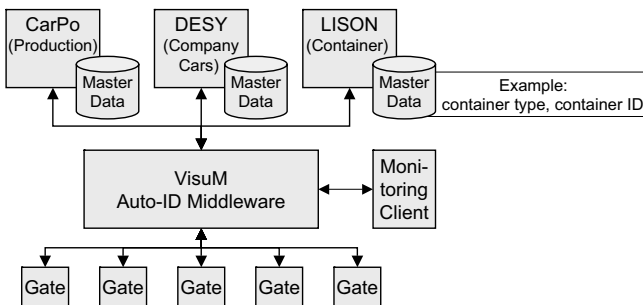 CarPo
(Production)
Master
Data
DESY
(Company
Cars)
Master
Data
LISON
(Container)
Master
Data
Example:
container type, container ID
VisuM
Auto-ID Middleware
Moni-
toring
Client
Gate
Gate
Gate
Gate
Gate